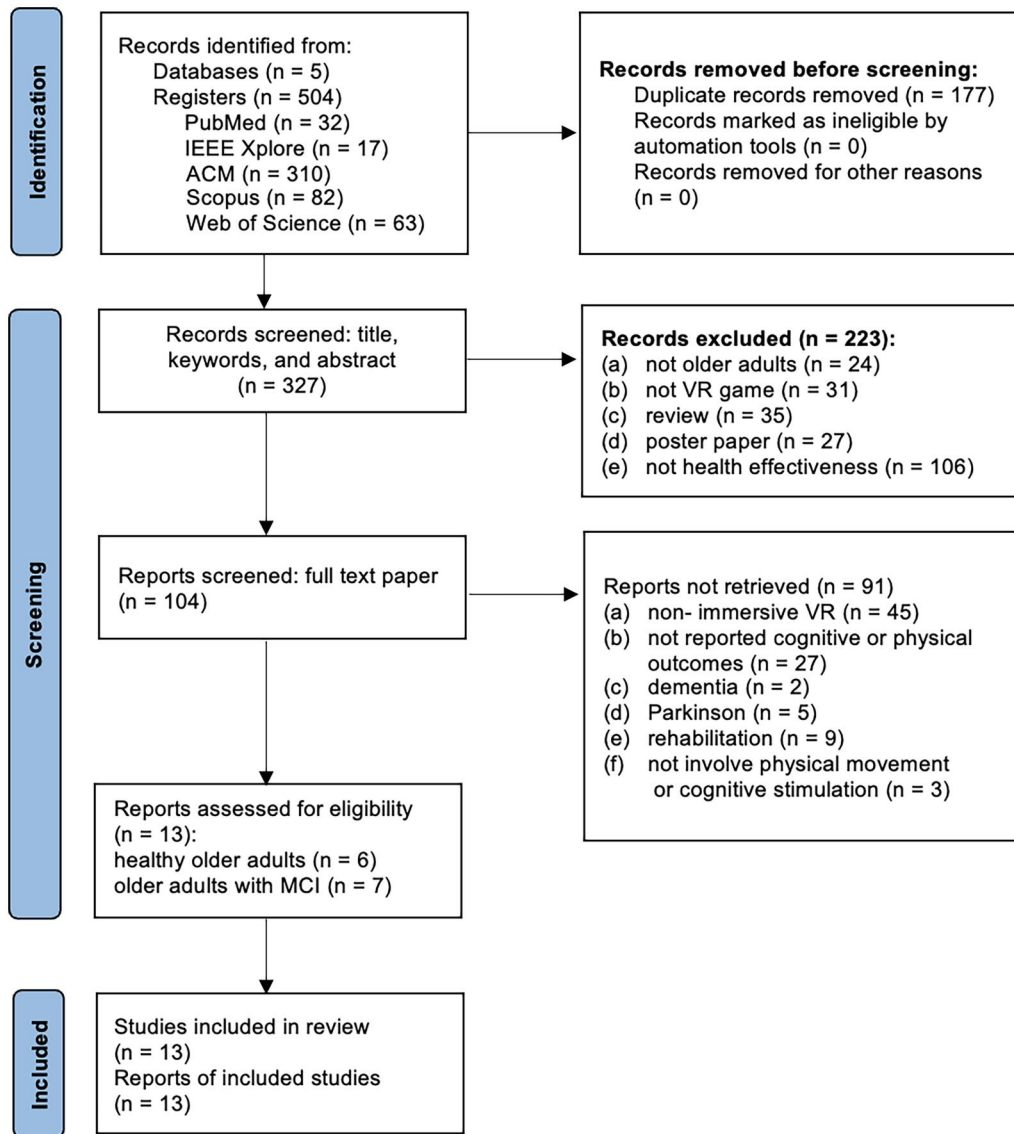 Identification
Records identified from:
Databases (n = 5)
Registers (n = 504)
PubMed (n = 32)
IEEE Xplore (n = 17)
ACM (n = 310)
Scopus (n = 82)
Web of Science (n = 63)
Records removed before screening:
Duplicate records removed (n = 177)
Records marked as ineligible by
automation tools (n = 0)
Records removed for other reasons
(n = 0)
Screening
Records screened: title,
keywords, and abstract
(n = 327)
Records excluded (n = 223):
(a) not older adults (n = 24)
(b) not VR game (n = 31)
(c) review (n = 35)
(d) poster paper (n = 27)
(e) not health effectiveness (n = 106)
Reports screened: full text paper
(n = 104)
Reports not retrieved (n = 91)
(a) non- immersive VR (n = 45)
(b) not reported cognitive or physical
outcomes (n = 27)
(c) dementia (n = 2)
(d) Parkinson (n = 5)
(e) rehabilitation (n = 9)
(f) not involve physical movement
or cognitive stimulation (n = 3)
Reports assessed for eligibility
(n = 13):
healthy older adults (n = 6)
older adults with MCI (n = 7)
Included
Studies included in review
(n = 13)
Reports of included studies
(n = 13)